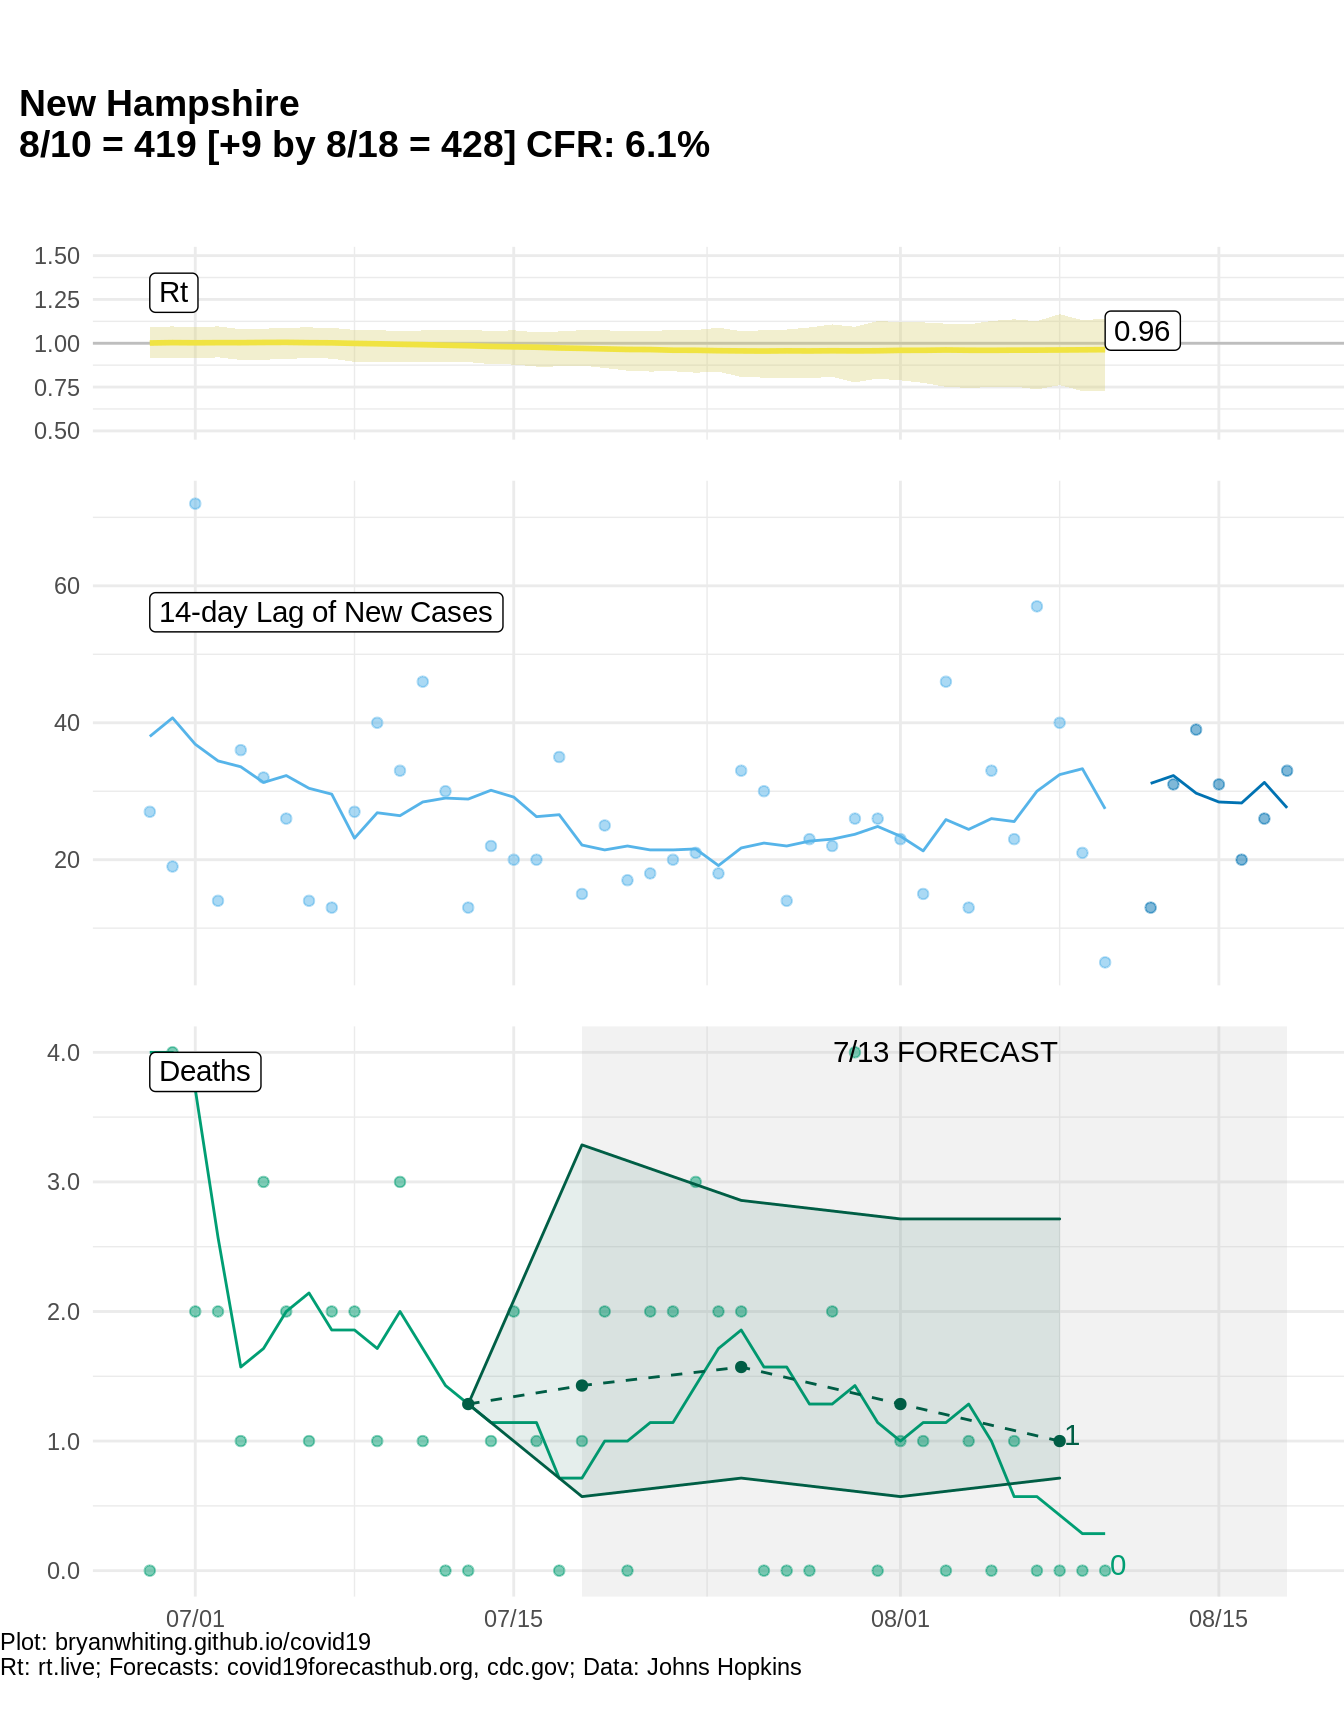 New Hampshire
8/10 = 419 [+9 by 8/18 = 428] CFR: 6.1%
1.50
Rt
1.25
0.96
1.00
0.75
0.50
60
14-day Lag of New Cases
40
20
4.0
7/13 FORECAST
Deaths
3.0
2.0
1.0
1
0.0
0
07/01
07/15
08/01
08/15
Plot: bryanwhiting.github.io/covid19
Rt: rt.live; Forecasts: covid19forecasthub.org, cdc.gov; Data: Johns Hopkins